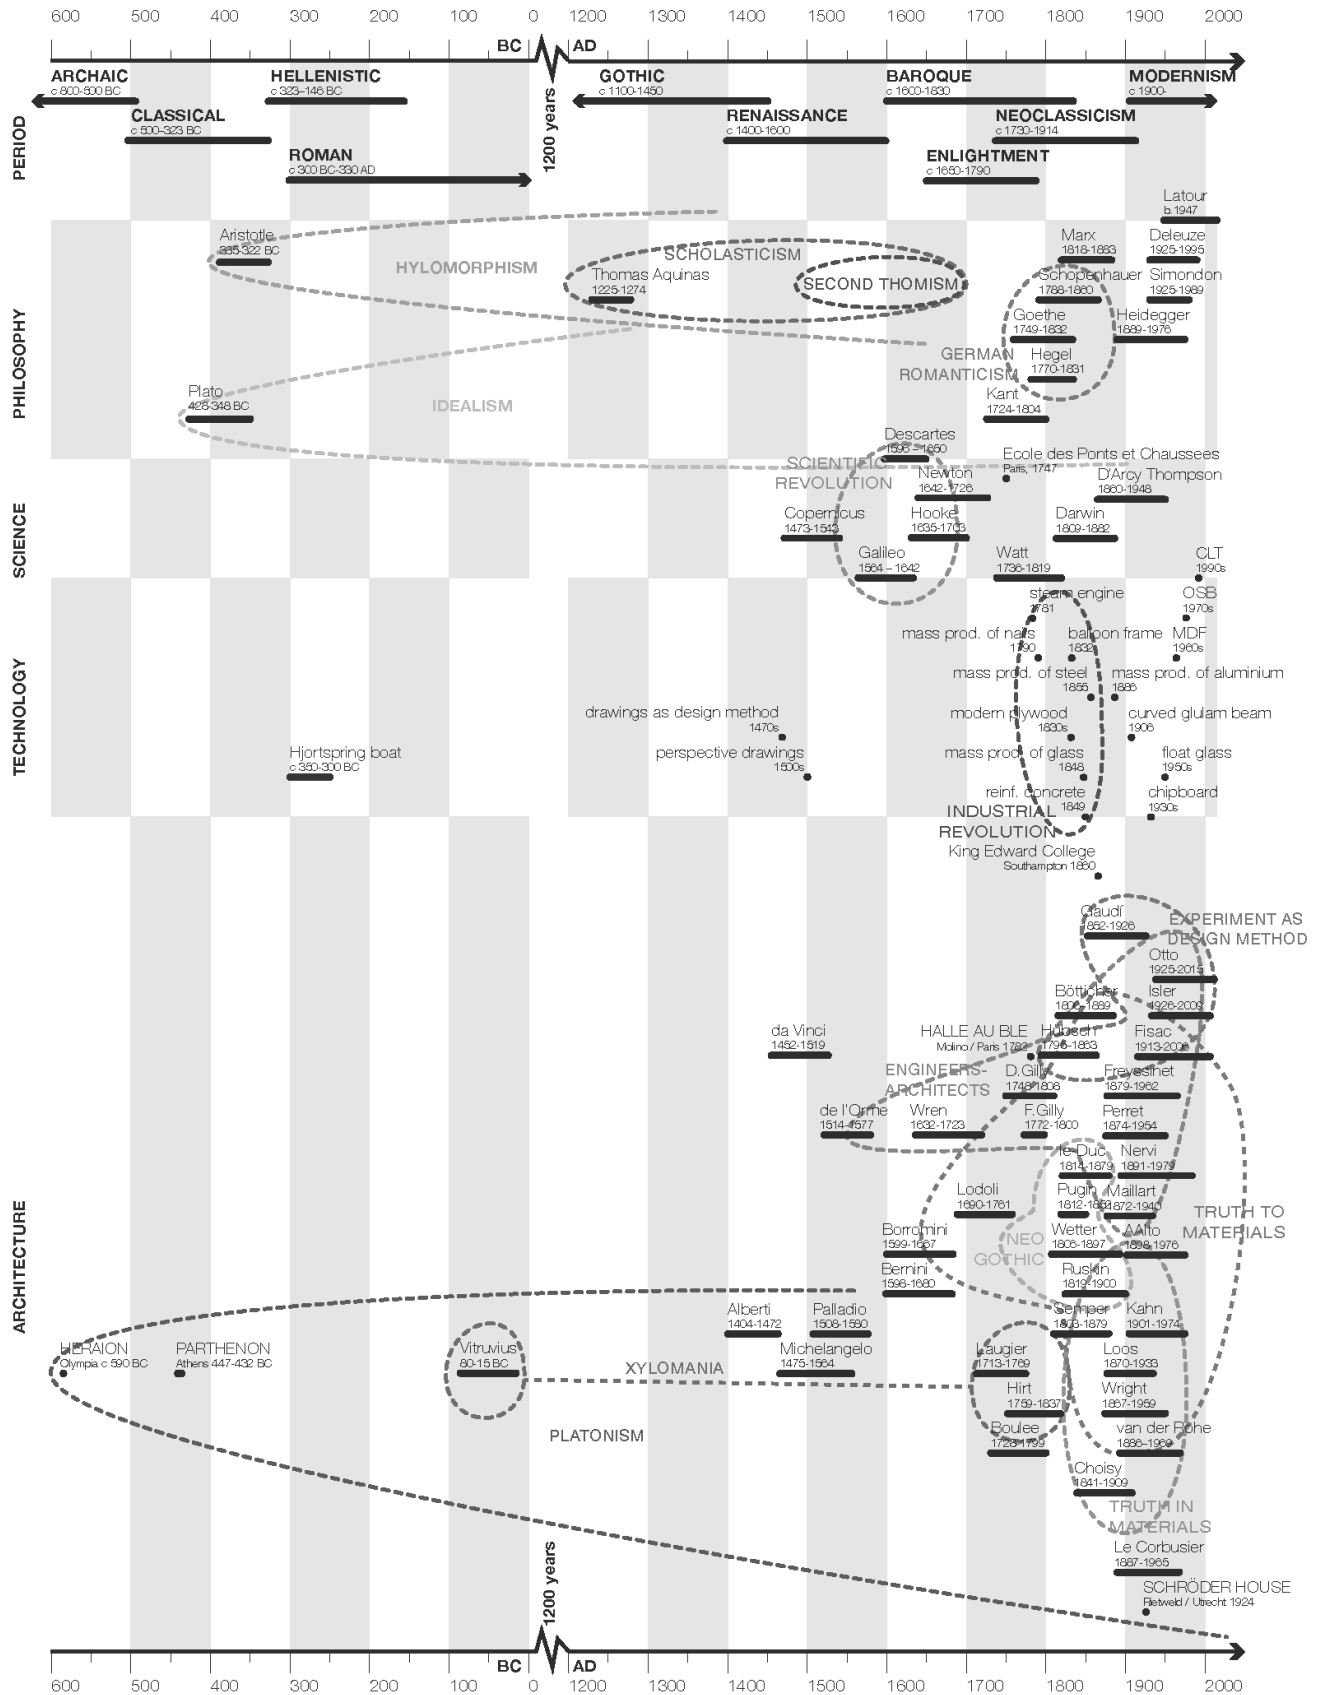 600 500 400 300 200 100 0 1200 1300 1400 1500 1600 1700 1800 1900 2000
BC AD
1200 years
PERIOD
ARCHAIC
c 800-500 BC
HELLENISTIC
c 323–146 BC
GOTHIC
c 1100-1450
BAROQUE
c 1600-1830
MODERNISM
c 1900-
CLASSICAL
c 500–323 BC
RENAISSANCE
c 1400-1600
NEOCLASSICISM
c 1730-1914
ROMAN
c 300 BC-330 AD
ENLIGHTMENT
c 1650-1790
PHILOSOPHY
Latour
b.1947
Aristotle
385-322 BC
HYLOMORPHISM
SCHOLASTICISM
Marx
1818-1883
Deleuze
1925-1995
Thomas Aquinas
1225-1274
SECOND THOMISM
Schopenhauer
1788-1860
Simondon
1925-1989
Goethe
1749-1832
Heidegger
1889-1976
GERMAN
ROMANTICISM
Hegel
1770-1831
Plato
428-348 BC
IDEALISM
Kant
1724-1804
Descartes
1596 – 1650
SCIENCE
SCIENTIFIC
REVOLUTION
Ecole des Ponts et Chaussees
Paris, 1747
Newton
1642-1726
D'Arcy Thompson
1860-1948
Copernicus
1473-1543
Hooke
1635-1703
Darwin
1809-1882
Galileo
1564 – 1642
Watt
1736-1819
CLT
1990s
TECHNOLOGY
steam engine
1781
OSB
1970s
mass prod. of nails
1790
balloon frame
1832
MDF
1960s
mass prod. of steel
1855
mass prod. of aluminium
1886
drawings as design method
1470s
modern plywood
1830s
curved glulam beam
1906
Hjortspring boat
c 350-300 BC
perspective drawings
1500s
mass prod. of glass
1848
float glass
1950s
reinf. concrete
1849
chipboard
1930s
INDUSTRIAL
REVOLUTION
ARCHITECTURE
King Edward College
Southampton 1860
Gaudí
1852-1926
EXPERIMENT AS
DESIGN METHOD
Otto
1925-2015
Bötticher
1806–1889
Isler
1926-2009
da Vinci
1452-1519
HALLE AU BLE
Molino / Paris 1782
Hübsch
1795–1863
Fisac
1913-2006
ENGINEERS-
ARCHITECTS
D.Gilly
1748-1808
Freyssinet
1879-1962
de l'Orme
1514-1577
Wren
1632-1723
F.Gilly
1772-1800
Perret
1874-1954
le-Duc
1814-1879
Nervi
1891-1979
Lodoli
1690-1761
Pugin
1812-1852
Maillart
1872-1940
TRUTH TO
MATERIALS
Borromini
1599-1667
NEO
GOTHIC
Wetter
1806-1897
AAlto
1898-1976
Bernini
1598-1680
Ruskin
1819-1900
Alberti
1404-1472
Palladio
1508-1580
Semper
1803-1879
Kahn
1901-1974
HERAION
Olympia c 590 BC
PARTHENON
Athens 447-432 BC
Vitruvius
80-15 BC
XYLOMANIA
Michelangelo
1475-1564
Laugier
1713-1769
Loos
1870-1933
Hirt
1759-1837
Wright
1867-1959
PLATONISM
Boulee
1728-1799
van der Rohe
1886–1969
Choisy
1841-1909
TRUTH IN
MATERIALS
Le Corbusier
1887-1965
SCHRÖDER HOUSE
Rietveld / Utrecht 1924
1200 years
BC AD
600 500 400 300 200 100 0 1200 1300 1400 1500 1600 1700 1800 1900 2000